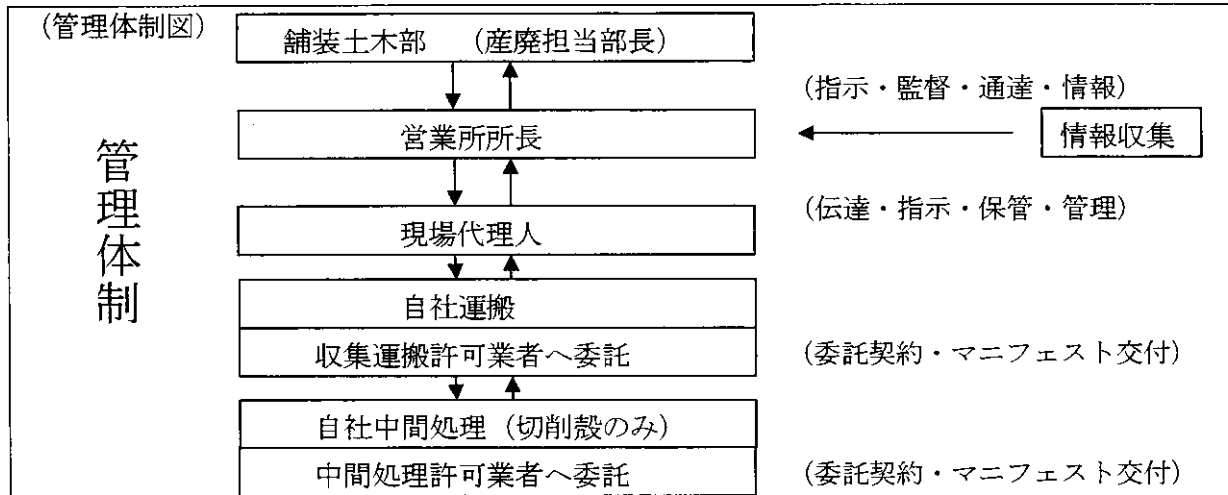 (管理体制図)
舗装土木部 (産廃担当部長)
(指示・監督・通達・情報)
営業所所長
情報収集
管理体制
(伝達・指示・保管・管理)
現場代理人
自社運搬
収集運搬許可業者へ委託
(委託契約・マニフェスト交付)
自社中間処理(切削殻のみ)
中間処理許可業者へ委託
(委託契約・マニフェスト交付)